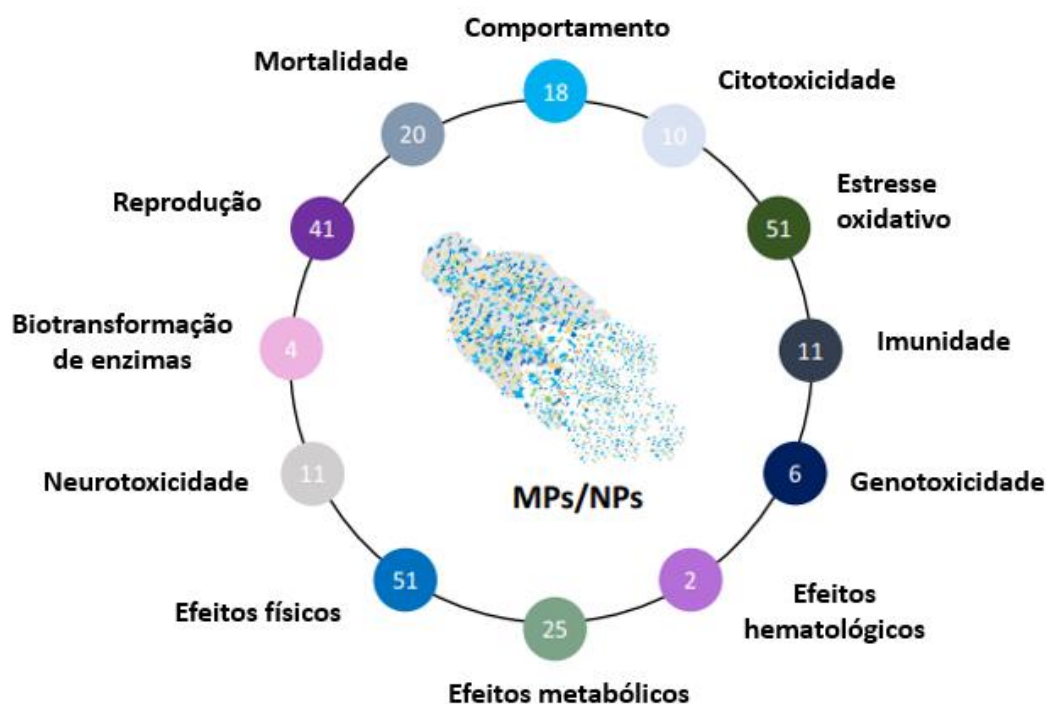 Comportamento
18
Citotoxicidade
10
Estresse
oxidativo
51
Imunidade
11
Genotoxicidade
6
Efeitos
hematológicos
2
Efeitos metabólicos
25
Efeitos físicos
51
Neurotoxicidade
11
Biotransformação
de enzimas
4
Reprodução
41
Mortalidade
20
MPs/NPs